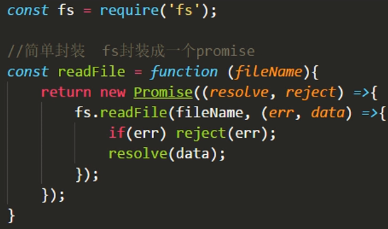 const fs = require('fs');
//简单封装  fs封装成一个promise
const readFile = function (fileName){
    return new Promise((resolve, reject) =>{
        fs.readFile(fileName, (err, data) =>{
            if(err) reject(err);
            resolve(data);
        });
    });
}